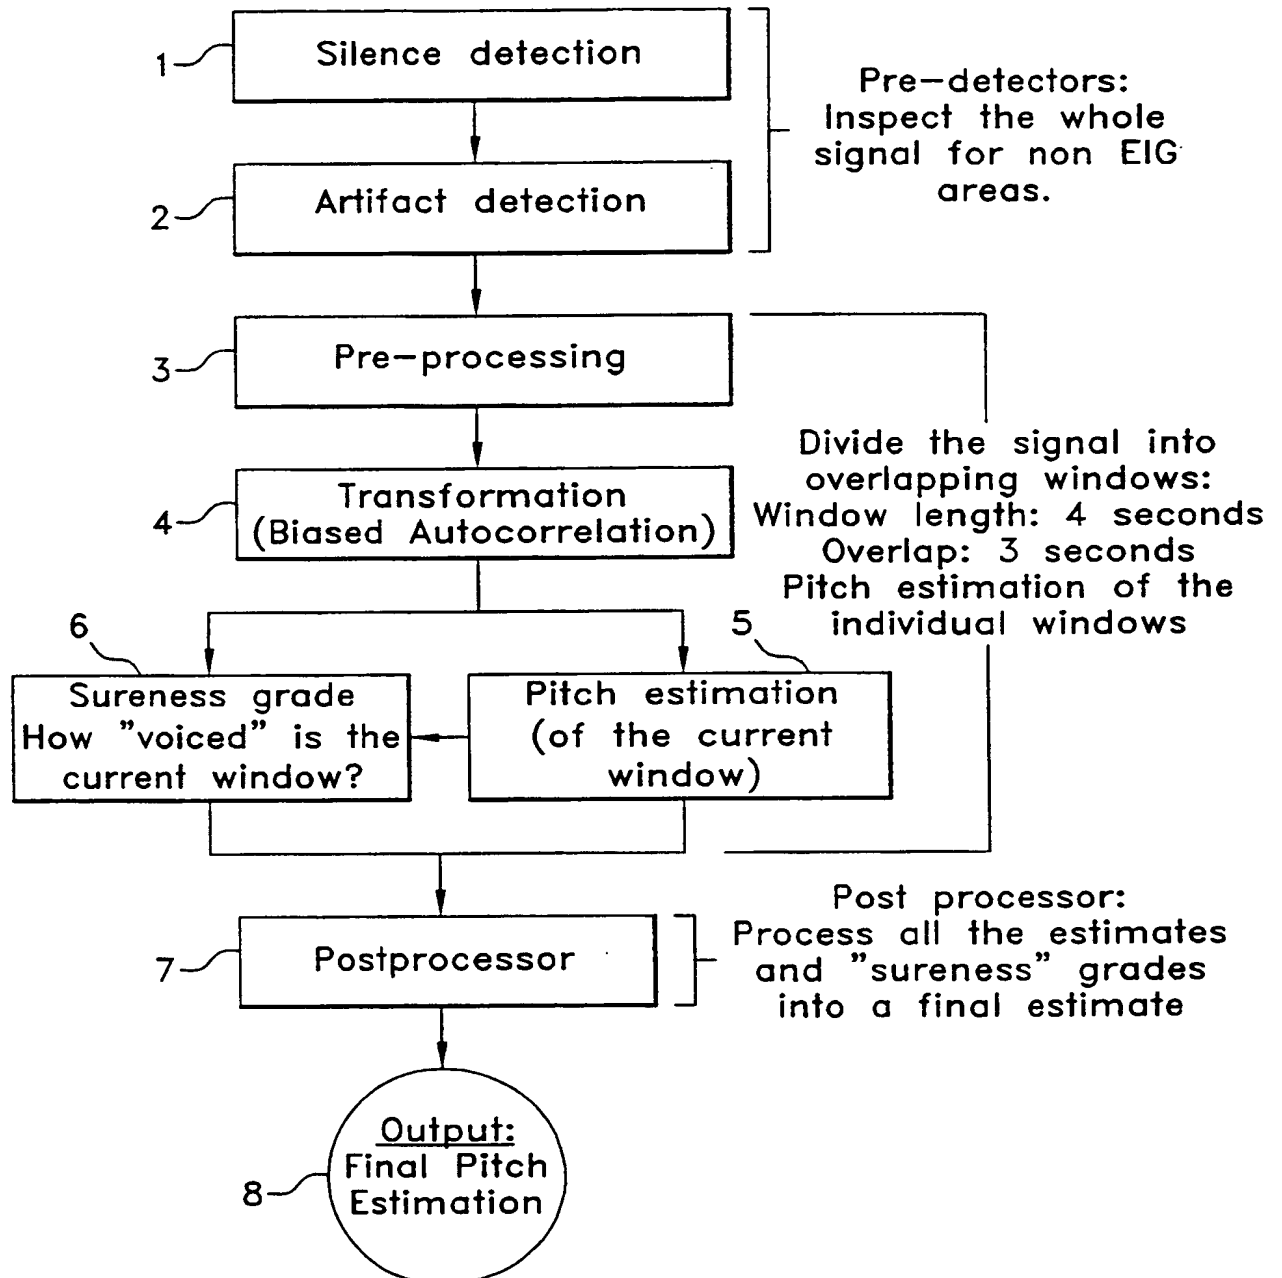 1
Silence detection
Pre-detectors:
Inspect the whole
signal for non EIG
areas.
2
Artifact detection
3
Pre-processing
Divide the signal into
overlapping windows:
Window length: 4 seconds
Overlap: 3 seconds
Pitch estimation of the
individual windows
4
Transformation
(Biased Autocorrelation)
6
Sureness grade
How "voiced" is the
current window?
5
Pitch estimation
(of the current
window)
7
Postprocessor
Post processor:
Process all the estimates
and "sureness" grades
into a final estimate
8
Output:
Final Pitch
Estimation